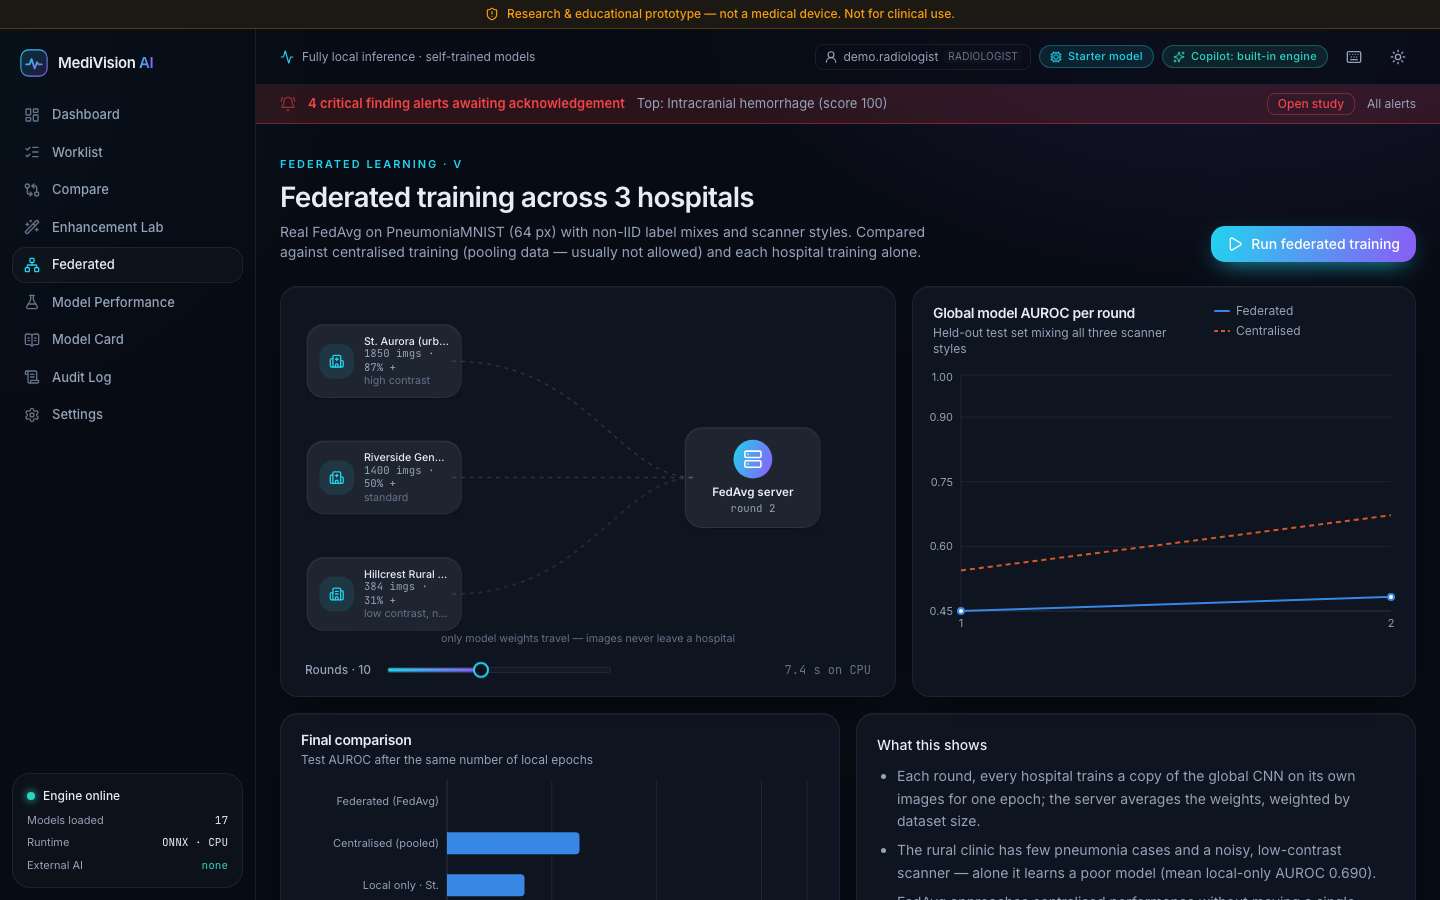 Research & educational prototype — not a medical device. Not for clinical use.
MediVision AI
Dashboard
Worklist
Compare
Enhancement Lab
Federated
Model Performance
Model Card
Audit Log
Settings
Engine online
Models loaded 17
Runtime ONNX · CPU
External AI none
Fully local inference · self-trained models
demo.radiologist RADIOLOGIST
Starter model
Copilot: built-in engine
4 critical finding alerts awaiting acknowledgement Top: Intracranial hemorrhage (score 100)
Open study
All alerts
FEDERATED LEARNING · V
Federated training across 3 hospitals
Real FedAvg on PneumoniaMNIST (64 px) with non-IID label mixes and scanner styles. Compared
against centralised training (pooling data — usually not allowed) and each hospital training alone.
Run federated training
St. Aurora (urb…
1850 imgs ·
87% +
high contrast
Riverside Gen…
1400 imgs ·
50% +
standard
Hillcrest Rural …
384 imgs ·
31% +
low contrast, n…
FedAvg server
round 2
only model weights travel — images never leave a hospital
Rounds · 10
7.4 s on CPU
Global model AUROC per round
Held-out test set mixing all three scanner
styles
Federated
Centralised
1.00
0.90
0.75
0.60
0.45
1
2
Final comparison
Test AUROC after the same number of local epochs
Federated (FedAvg)
Centralised (pooled)
Local only · St.
What this shows
Each round, every hospital trains a copy of the global CNN on its own
images for one epoch; the server averages the weights, weighted by
dataset size.
The rural clinic has few pneumonia cases and a noisy, low-contrast
scanner — alone it learns a poor model (mean local-only AUROC 0.690).
FedAvg approaches centralised performance without moving a single